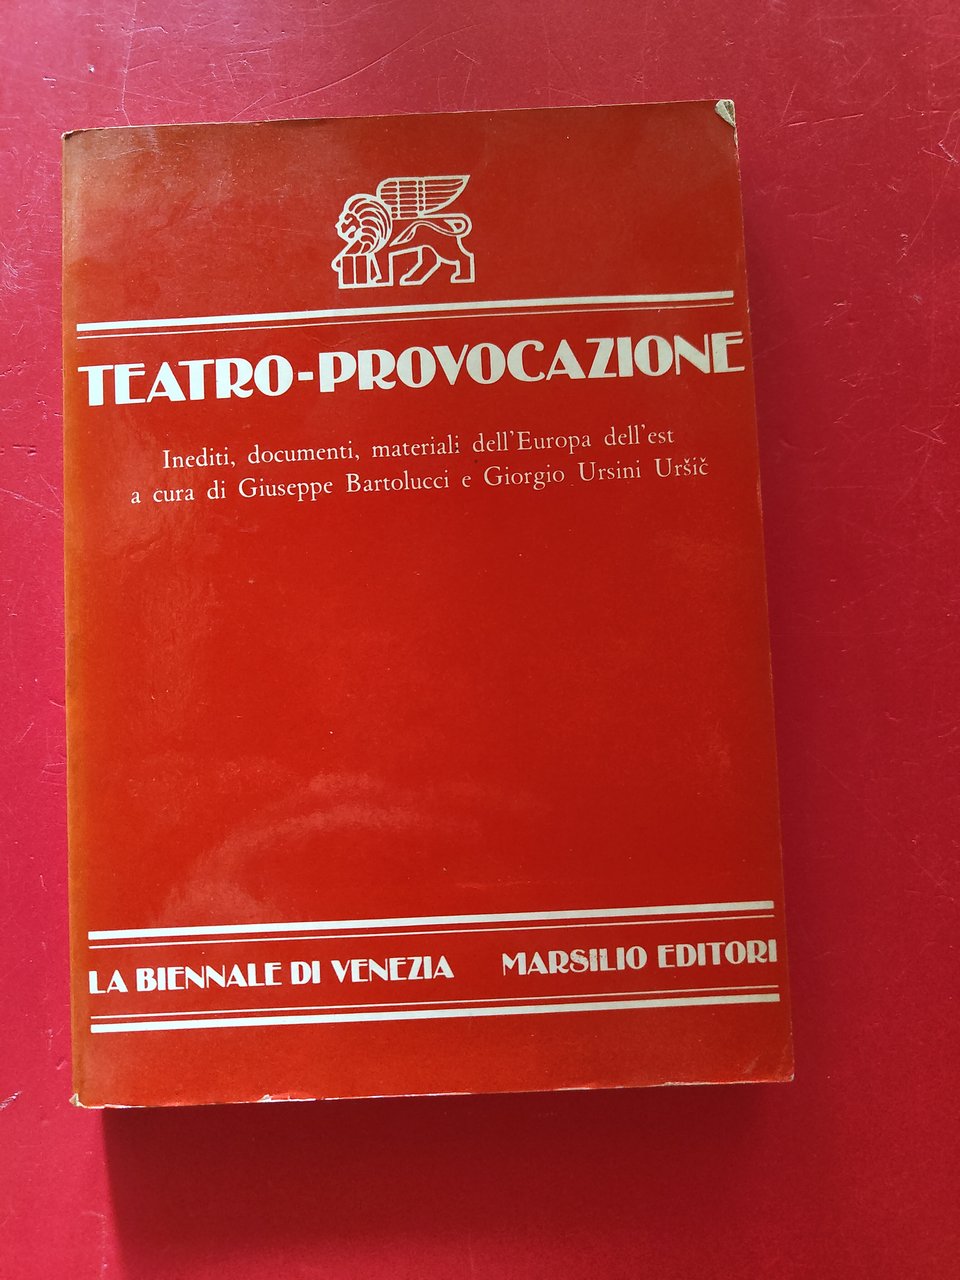 TEATRO-PROVOCAZIONE
Inediti, documenti, materiali dell'Europa dell'est
a cura di Giuseppe Bartolucci e Giorgio Ursini Uršič
LA BIENNALE DI VENEZIA MARSILIO EDITORI